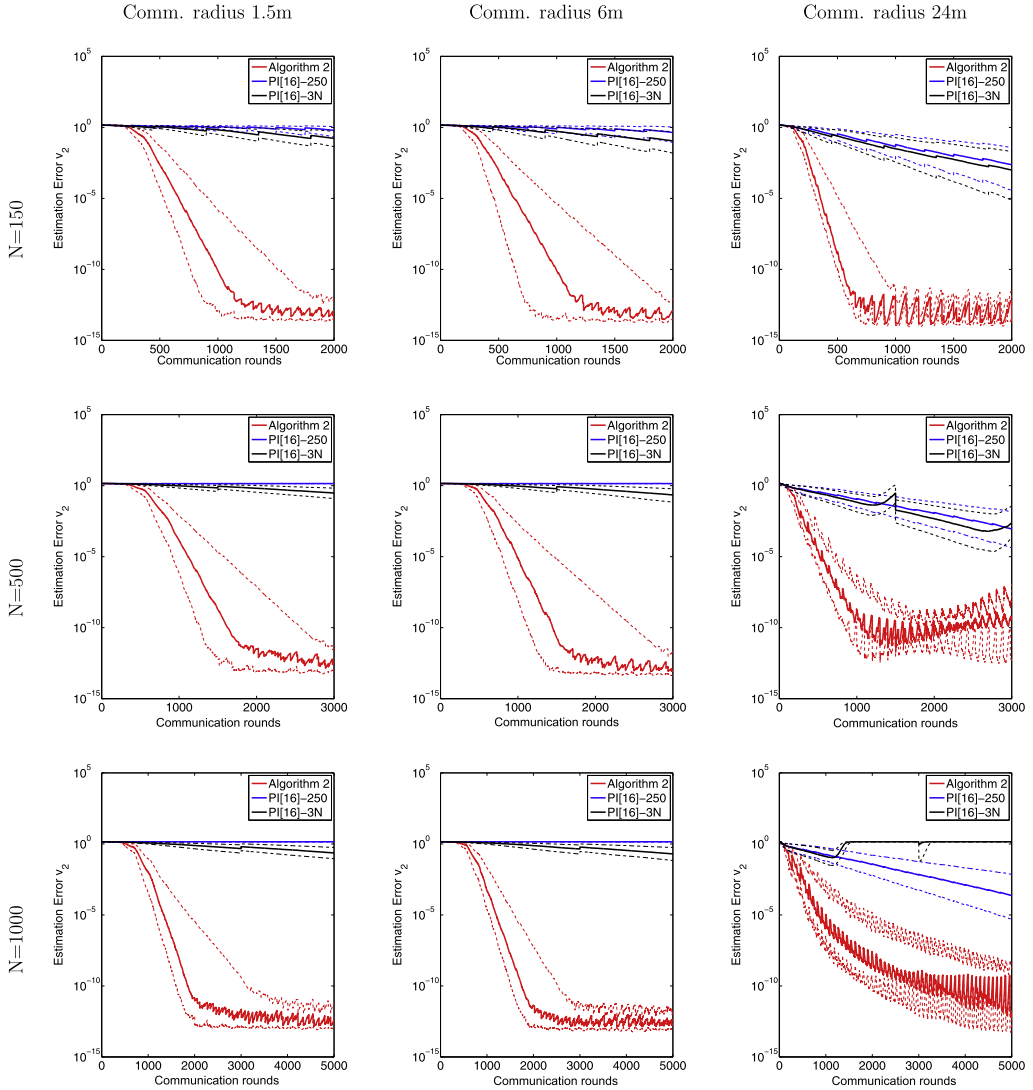 Comm. radius 1.5m
Comm. radius 6m
Comm. radius 24m
N=150
10^5
10^0
10^-5
10^-10
10^-15
Estimation Error v_2
Algorithm 2
PI[16]-250
PI[16]-3N
0 500 1000 1500 2000
Communication rounds
10^5
10^0
10^-5
10^-10
10^-15
Estimation Error v_2
Algorithm 2
PI[16]-250
PI[16]-3N
0 500 1000 1500 2000
Communication rounds
10^5
10^0
10^-5
10^-10
10^-15
Estimation Error v_2
Algorithm 2
PI[16]-250
PI[16]-3N
0 500 1000 1500 2000
Communication rounds
N=500
10^5
10^0
10^-5
10^-10
10^-15
Estimation Error v_2
Algorithm 2
PI[16]-250
PI[16]-3N
0 1000 2000 3000
Communication rounds
10^5
10^0
10^-5
10^-10
10^-15
Estimation Error v_2
Algorithm 2
PI[16]-250
PI[16]-3N
0 1000 2000 3000
Communication rounds
10^5
10^0
10^-5
10^-10
10^-15
Estimation Error v_2
Algorithm 2
PI[16]-250
PI[16]-3N
0 1000 2000 3000
Communication rounds
N=1000
10^5
10^0
10^-5
10^-10
10^-15
Estimation Error v_2
Algorithm 2
PI[16]-250
PI[16]-3N
0 1000 2000 3000 4000 5000
Communication rounds
10^5
10^0
10^-5
10^-10
10^-15
Estimation Error v_2
Algorithm 2
PI[16]-250
PI[16]-3N
0 1000 2000 3000 4000 5000
Communication rounds
10^5
10^0
10^-5
10^-10
10^-15
Estimation Error v_2
Algorithm 2
PI[16]-250
PI[16]-3N
0 1000 2000 3000 4000 5000
Communication rounds